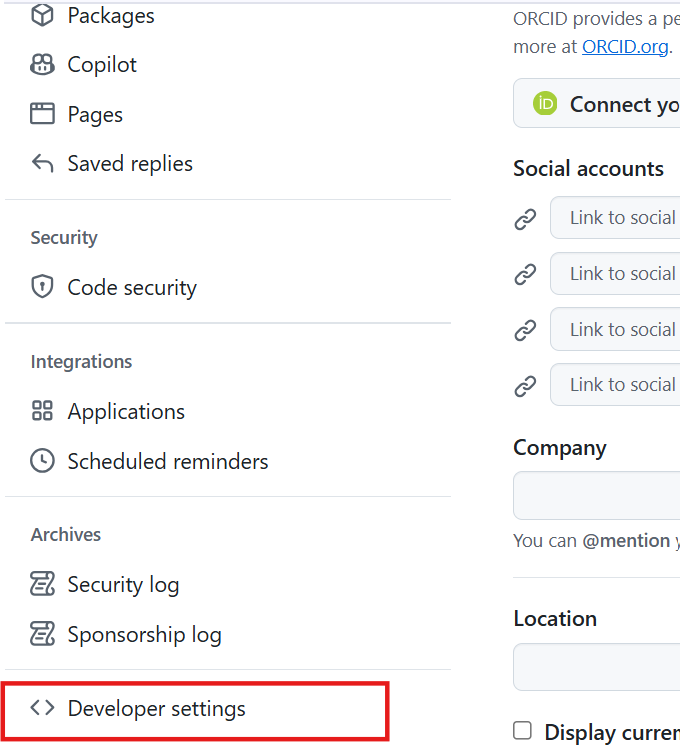 Packages
Copilot
Pages
Saved replies
Security
Code security
Integrations
Applications
Scheduled reminders
Archives
Security log
Sponsorship log
Developer settings
ORCID provides a pe
more at ORCID.org.
iD Connect yo
Social accounts
Link to social
Link to social
Link to social
Link to social
Company
You can @mention y
Location
Display curren